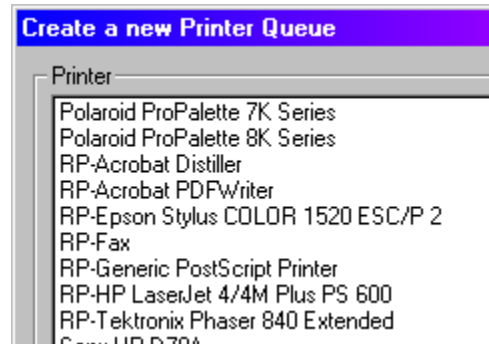 Create a new Printer Queue
Printer
Polaroid ProPalette 7K Series
Polaroid ProPalette 8K Series
RP-Acrobat Distiller
RP-Acrobat PDFWriter
RP-Epson Stylus COLOR 1520 ESC/P 2
RP-Fax
RP-Generic PostScript Printer
RP-HP LaserJet 4/4M Plus PS 600
RP-Tektronix Phaser 840 Extended